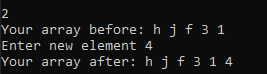 2
Your array before: h j f 3 1
Enter new element 4
Your array after: h j f 3 1 4